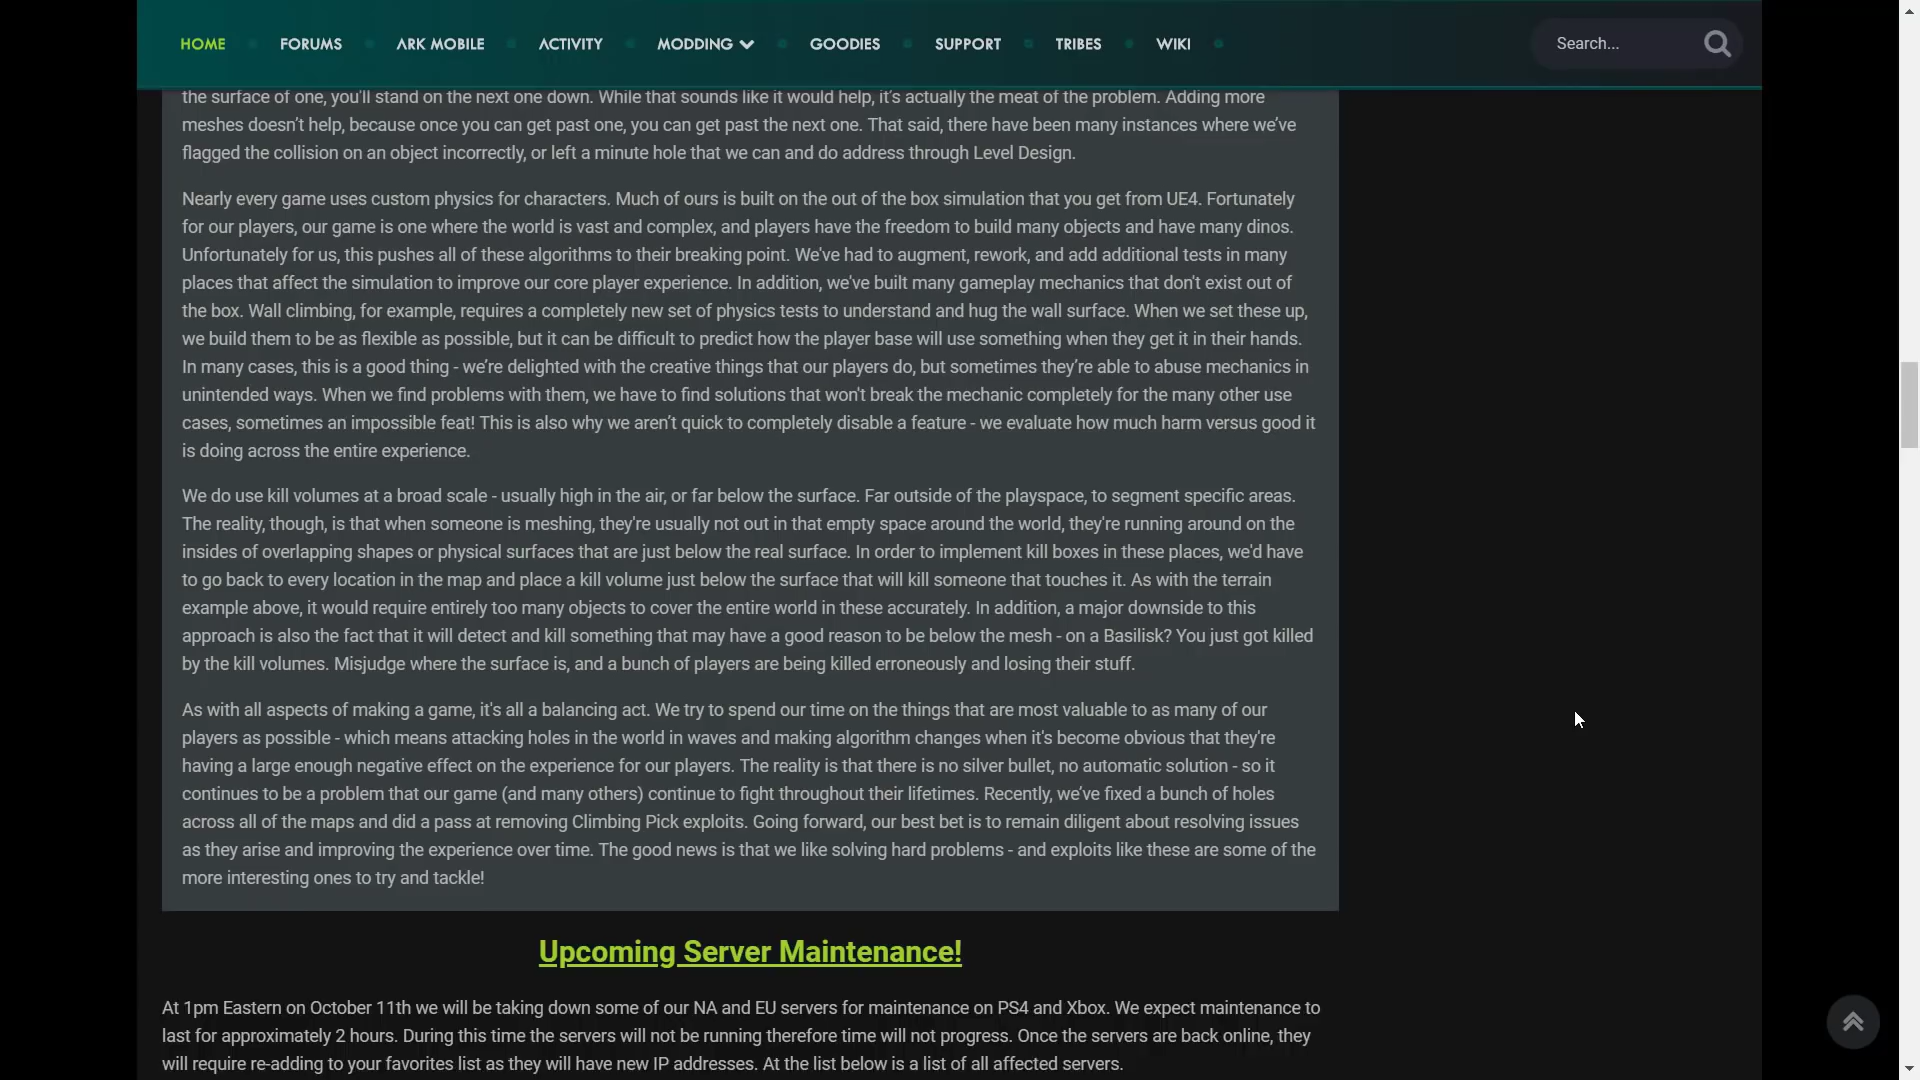 HOME FORUMS ARK MOBILE ACTIVITY MODDING GOODIES SUPPORT TRIBES WIKI Search...
the surface of one, you'll stand on the next one down. While that sounds like it would help, it's actually the meat of the problem. Adding more
meshes doesn't help, because once you can get past one, you can get past the next one. That said, there have been many instances where we've
flagged the collision on an object incorrectly, or left a minute hole that we can and do address through Level Design.
Nearly every game uses custom physics for characters. Much of ours is built on the out of the box simulation that you get from UE4. Fortunately
for our players, our game is one where the world is vast and complex, and players have the freedom to build many objects and have many dinos.
Unfortunately for us, this pushes all of these algorithms to their breaking point. We've had to augment, rework, and add additional tests in many
places that affect the simulation to improve our core player experience. In addition, we've built many gameplay mechanics that don't exist out of
the box. Wall climbing, for example, requires a completely new set of physics tests to understand and hug the wall surface. When we set these up,
we build them to be as flexible as possible, but it can be difficult to predict how the player base will use something when they get it in their hands.
In many cases, this is a good thing - we're delighted with the creative things that our players do, but sometimes they're able to abuse mechanics in
unintended ways. When we find problems with them, we have to find solutions that won't break the mechanic completely for the many other use
cases, sometimes an impossible feat! This is also why we aren't quick to completely disable a feature - we evaluate how much harm versus good it
is doing across the entire experience.
We do use kill volumes at a broad scale - usually high in the air, or far below the surface. Far outside of the playspace, to segment specific areas.
The reality, though, is that when someone is meshing, they're usually not out in that empty space around the world, they're running around on the
insides of overlapping shapes or physical surfaces that are just below the real surface. In order to implement kill boxes in these places, we'd have
to go back to every location in the map and place a kill volume just below the surface that will kill someone that touches it. As with the terrain
example above, it would require entirely too many objects to cover the entire world in these accurately. In addition, a major downside to this
approach is also the fact that it will detect and kill something that may have a good reason to be below the mesh - on a Basilisk? You just got killed
by the kill volumes. Misjudge where the surface is, and a bunch of players are being killed erroneously and losing their stuff.
As with all aspects of making a game, it's all a balancing act. We try to spend our time on the things that are most valuable to as many of our
players as possible - which means attacking holes in the world in waves and making algorithm changes when it's become obvious that they're
having a large enough negative effect on the experience for our players. The reality is that there is no silver bullet, no automatic solution - so it
continues to be a problem that our game (and many others) continue to fight throughout their lifetimes. Recently, we've fixed a bunch of holes
across all of the maps and did a pass at removing Climbing Pick exploits. Going forward, our best bet is to remain diligent about resolving issues
as they arise and improving the experience over time. The good news is that we like solving hard problems - and exploits like these are some of the
more interesting ones to try and tackle!
Upcoming Server Maintenance!
At 1pm Eastern on October 11th we will be taking down some of our NA and EU servers for maintenance on PS4 and Xbox. We expect maintenance to
last for approximately 2 hours. During this time the servers will not be running therefore time will not progress. Once the servers are back online, they
will require re-adding to your favorites list as they will have new IP addresses. At the list below is a list of all affected servers.